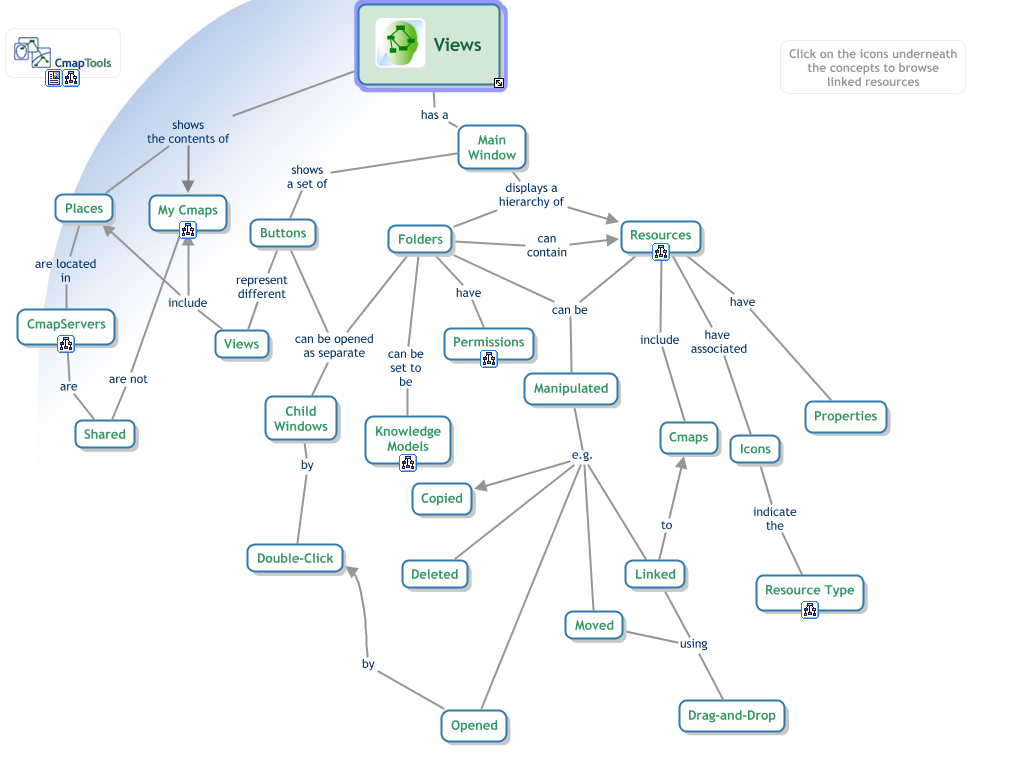 Views
CmapTools
Click on the icons underneath
the concepts to browse
linked resources
has a
shows
the contents of
Main
Window
shows
a set of
displays a
hierarchy of
Places
My Cmaps
Buttons
Folders
can
contain
Resources
are located
in
represent
different
include
have
can be
have
CmapServers
Views
can be opened
as separate
can be
set to
be
Permissions
include
have
associated
are
are not
Manipulated
Shared
Child
Windows
Knowledge
Models
Cmaps
Icons
Properties
by
e.g.
Copied
to
indicate
the
Double-Click
Deleted
Linked
Resource Type
Moved
using
by
Opened
Drag-and-Drop